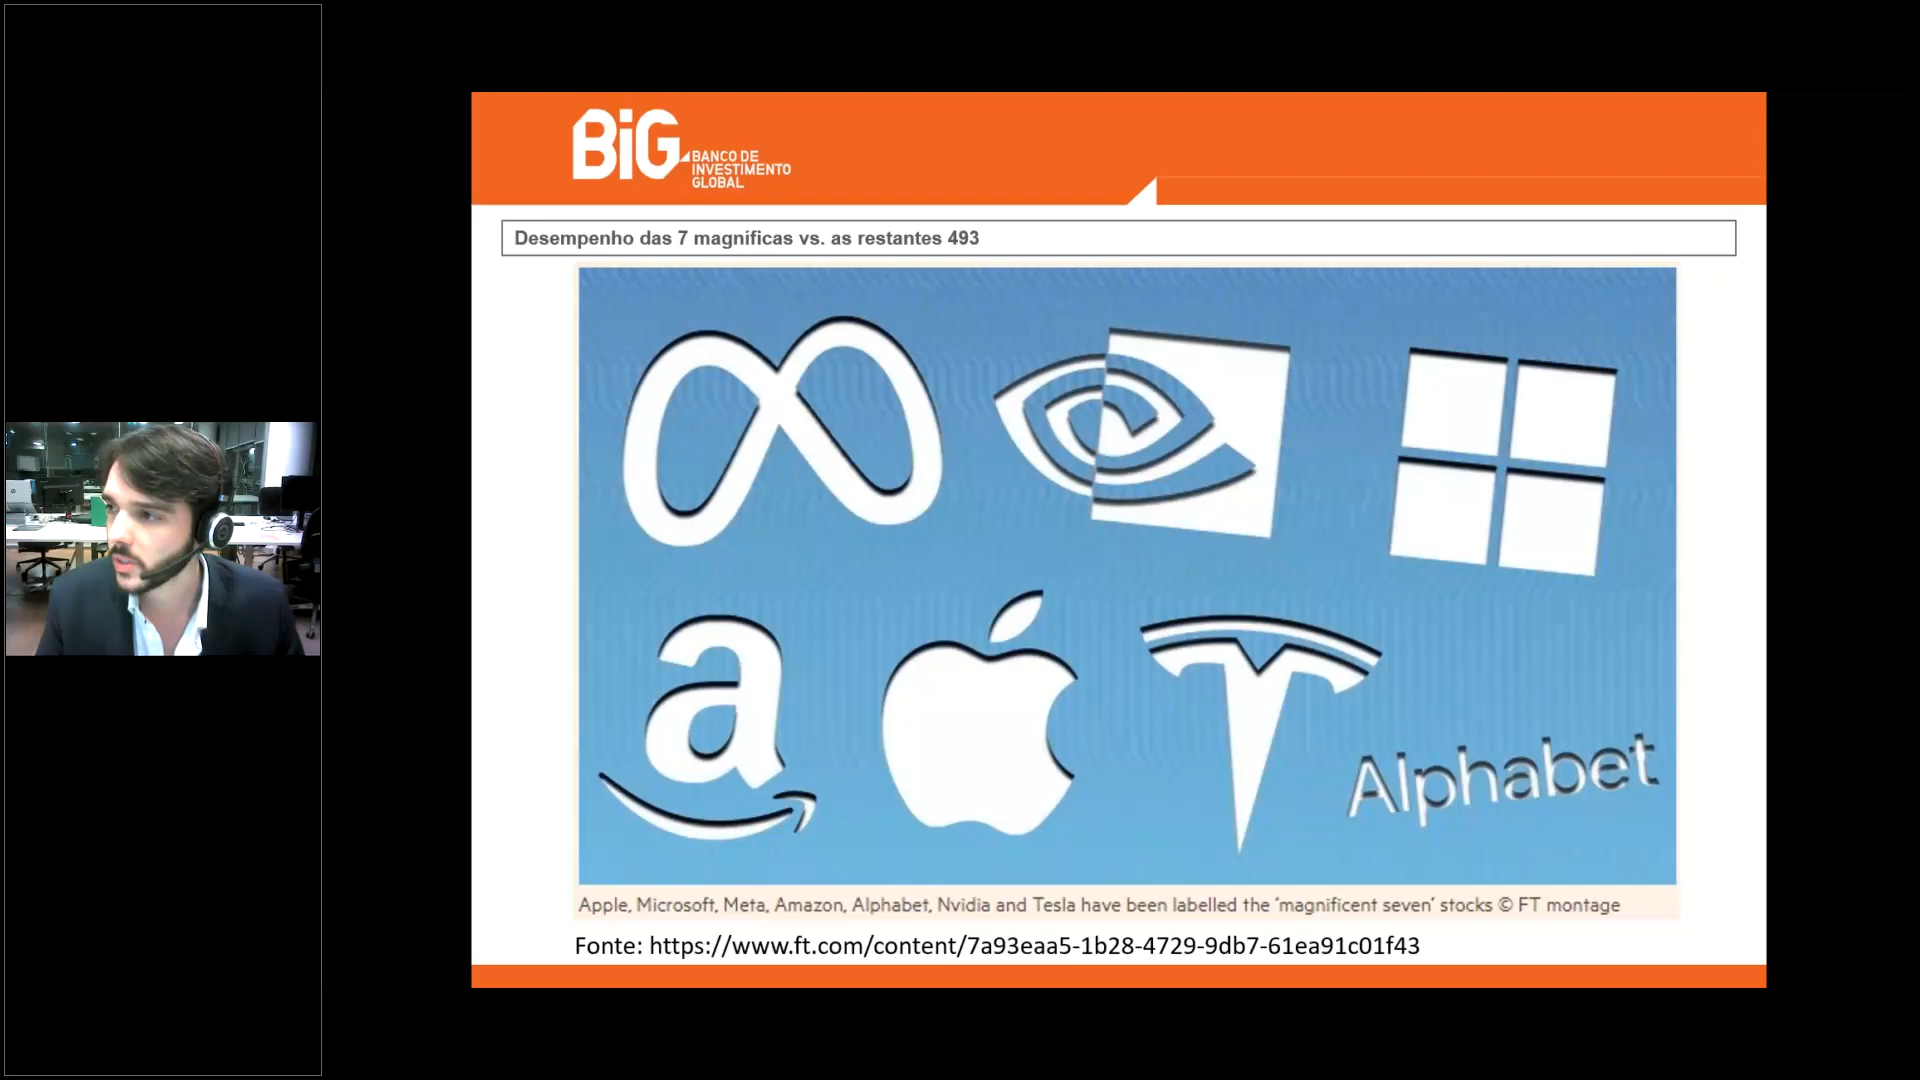 BiG
BANCO DE
INVESTIMENTO
GLOBAL
Desempenho das 7 magníficas vs. as restantes 493
a
Alphabet
Apple, Microsoft, Meta, Amazon, Alphabet, Nvidia and Tesla have been labelled the ‘magnificent seven’ stocks © FT montage
Fonte: https://www.ft.com/content/7a93eaa5-1b28-4729-9db7-61ea91c01f43